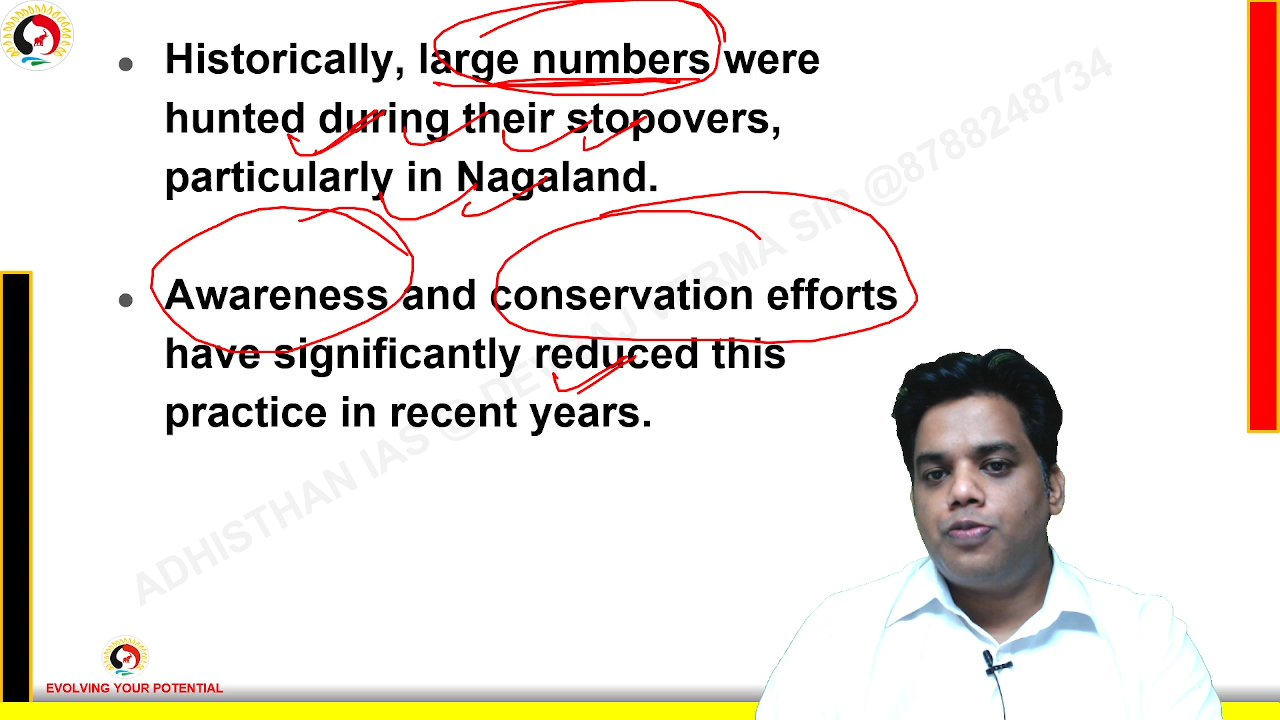 Historically, large numbers were
hunted during their stopovers,
particularly in Nagaland.
Awareness and conservation efforts
have significantly reduced this
practice in recent years.
ADHISTHAN IAS @ DEVRAJ VERMA SIR @8788248734
EVOLVING YOUR POTENTIAL